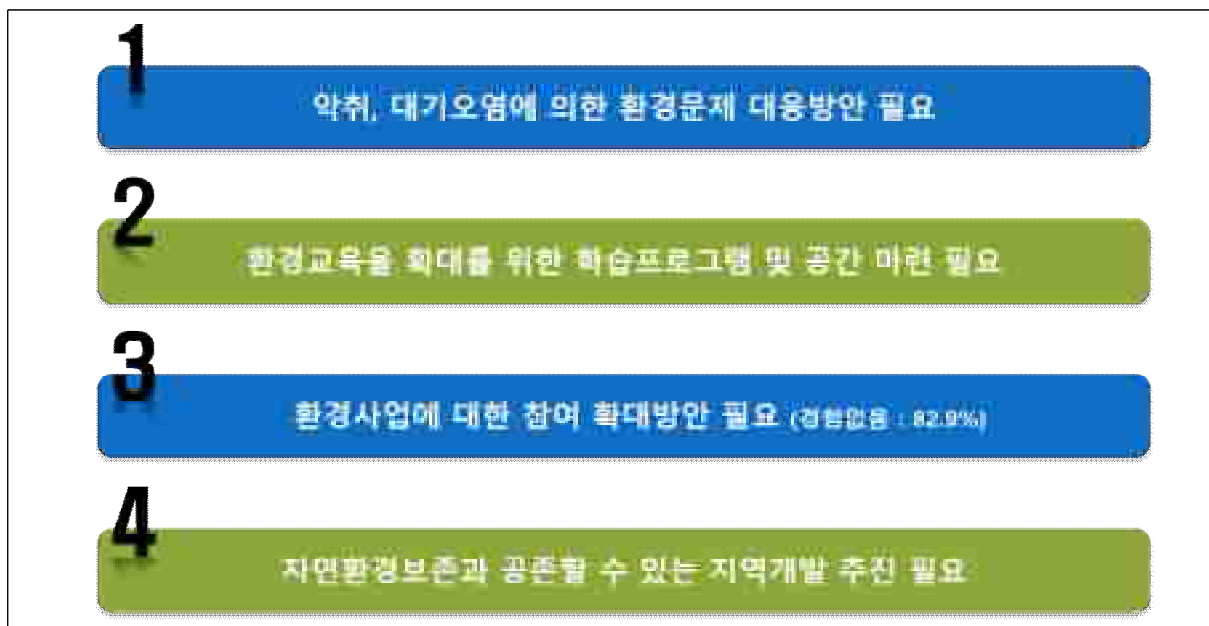 1
악취, 대기오염에 의한 환경문제 대응방안 필요
2
환경교육을 확대를 위한 학습프로그램 및 공간 마련 필요
3
환경사업에 대한 참여 확대방안 필요 (경험없음 : 82.9%)
4
자연환경보존과 공존할 수 있는 지역개발 추진 필요